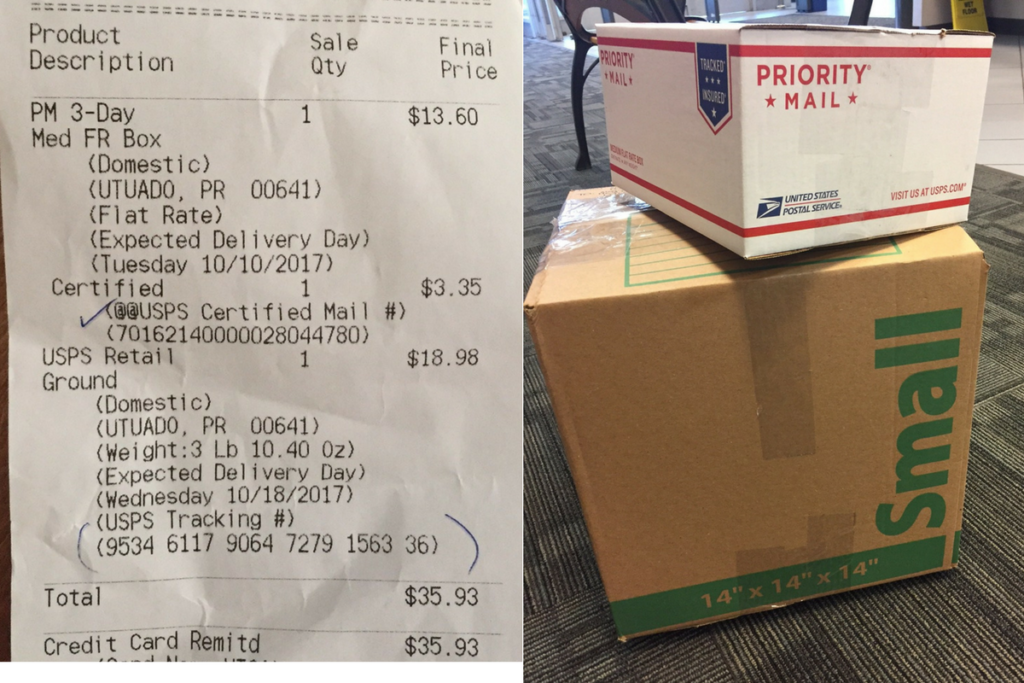 Product Sale Final
Description Qty Price
PM 3-Day 1 $13.60
Med FR Box
(Domestic)
(UTUADO, PR 00641)
(Flat Rate)
(Expected Delivery Day)
(Tuesday 10/10/2017)
Certified 1 $3.35
(@@USPS Certified Mail #)
(70162140000028044780)
USPS Retail 1 $18.98
Ground
(Domestic)
(UTUADO, PR 00641)
(Weight:3 Lb 10.40 Oz)
(Expected Delivery Day)
(Wednesday 10/18/2017)
(USPS Tracking #)
(9534 6117 9064 7279 1563 36)
Total $35.93
Credit Card Remitd $35.93
PRIORITY
MAIL
TRACKED
INSURED
PRIORITY
MAIL
UNITED STATES
POSTAL SERVICE
VISIT US AT USPS.COM
Small
14" x 14" x 14"